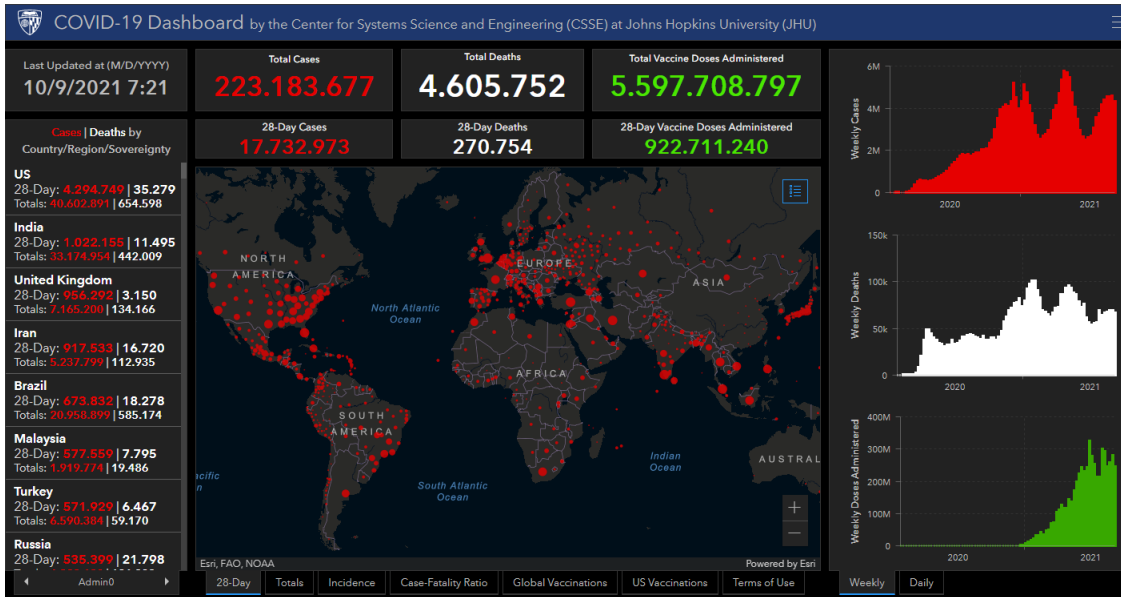 COVID-19 Dashboard by the Center for Systems Science and Engineering (CSSE) at Johns Hopkins University (JHU)
Last Updated at (M/D/YYYY)
10/9/2021 7:21
Total Cases
223.183.677
Total Deaths
4.605.752
Total Vaccine Doses Administered
5.597.708.797
28-Day Cases
17.732.973
28-Day Deaths
270.754
28-Day Vaccine Doses Administered
922.711.240
Cases | Deaths by
Country/Region/Sovereignty
US
28-Day: 4.294.749 | 35.279
Totals: 40.602.891 | 654.598
India
28-Day: 1.022.155 | 11.495
Totals: 33.174.954 | 442.009
United Kingdom
28-Day: 956.292 | 3.150
Totals: 7.165.200 | 134.166
Iran
28-Day: 917.533 | 16.720
Totals: 5.237.799 | 112.935
Brazil
28-Day: 673.832 | 18.278
Totals: 20.958.899 | 585.174
Malaysia
28-Day: 577.559 | 7.795
Totals: 1.919.774 | 19.486
Turkey
28-Day: 571.929 | 6.467
Totals: 6.590.384 | 59.170
Russia
28-Day: 535.399 | 21.798
Admin0
NORTH
AMERICA
EUROPE
ASIA
North Atlantic
Ocean
AFRICA
SOUTH
AMERICA
Indian
Ocean
AUSTRAL
South Atlantic
Ocean
Esri, FAO, NOAA
Powered by Esri
28-Day
Totals
Incidence
Case-Fatality Ratio
Global Vaccinations
US Vaccinations
Terms of Use
Weekly Cases
6M
4M
2M
0
2020
2021
Weekly Deaths
150k
100k
50k
0
2020
2021
Weekly Doses Administered
400M
300M
200M
100M
0
2020
2021
Weekly
Daily